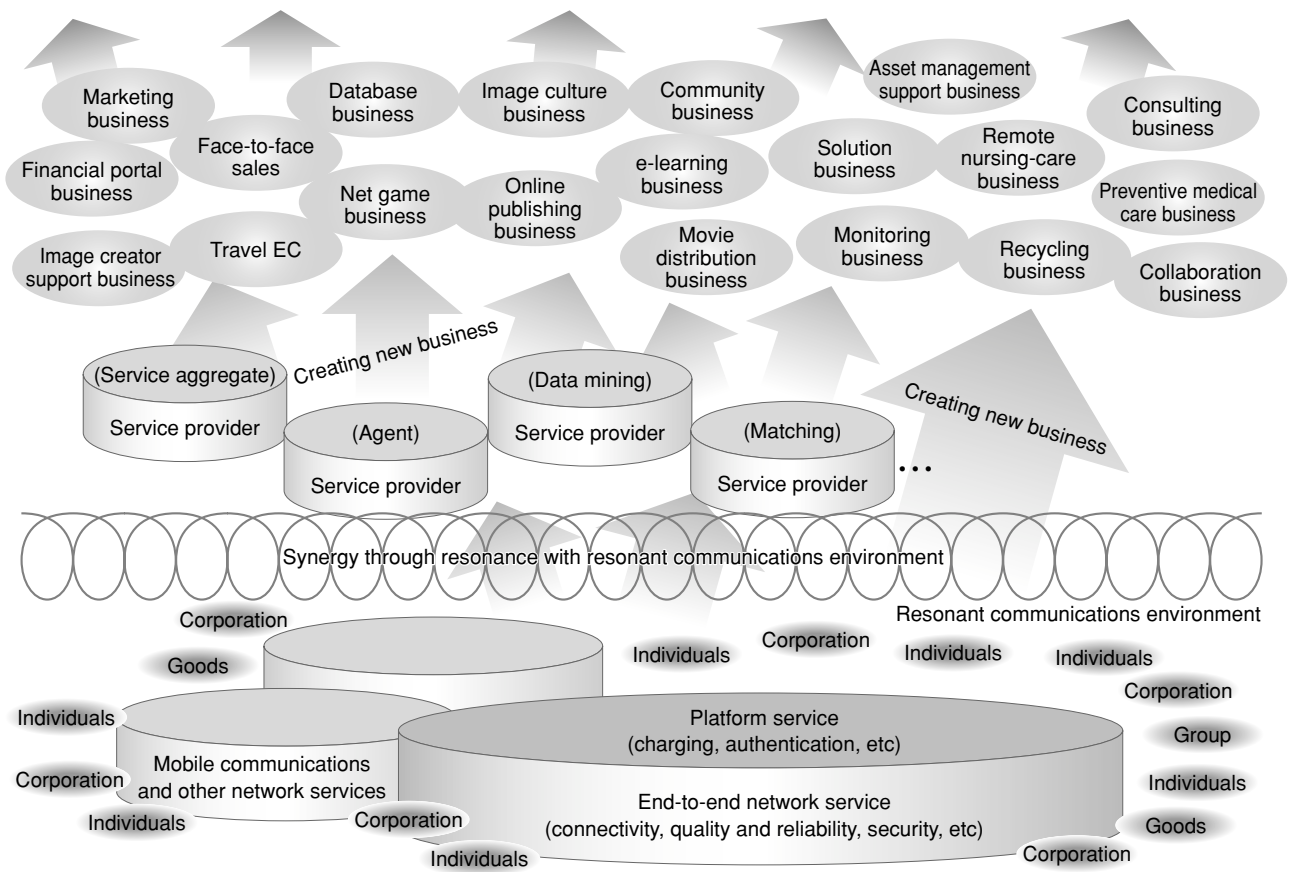 Marketing
business
Database
business
Image culture
business
Community
business
Asset management
support business
Consulting
business
Face-to-face
sales
Financial portal
business
Net game
business
Online
publishing
business
e-learning
business
Solution
business
Remote
nursing-care
business
Preventive medical
care business
Image creator
support business
Travel EC
Movie
distribution
business
Monitoring
business
Recycling
business
Collaboration
business
Creating new business
(Service aggregate)
Service provider
(Agent)
Service provider
(Data mining)
Service provider
(Matching)
Service provider
...
Creating new business
Synergy through resonance with resonant communications environment
Resonant communications environment
Corporation
Goods
Individuals
Corporation
Individuals
Individuals
Corporation
Individuals
Group
Individuals
Goods
Corporation
Platform service
(charging, authentication, etc)
Mobile communications
and other network services
End-to-end network service
(connectivity, quality and reliability, security, etc)
Corporation
Individuals
Corporation
Individuals